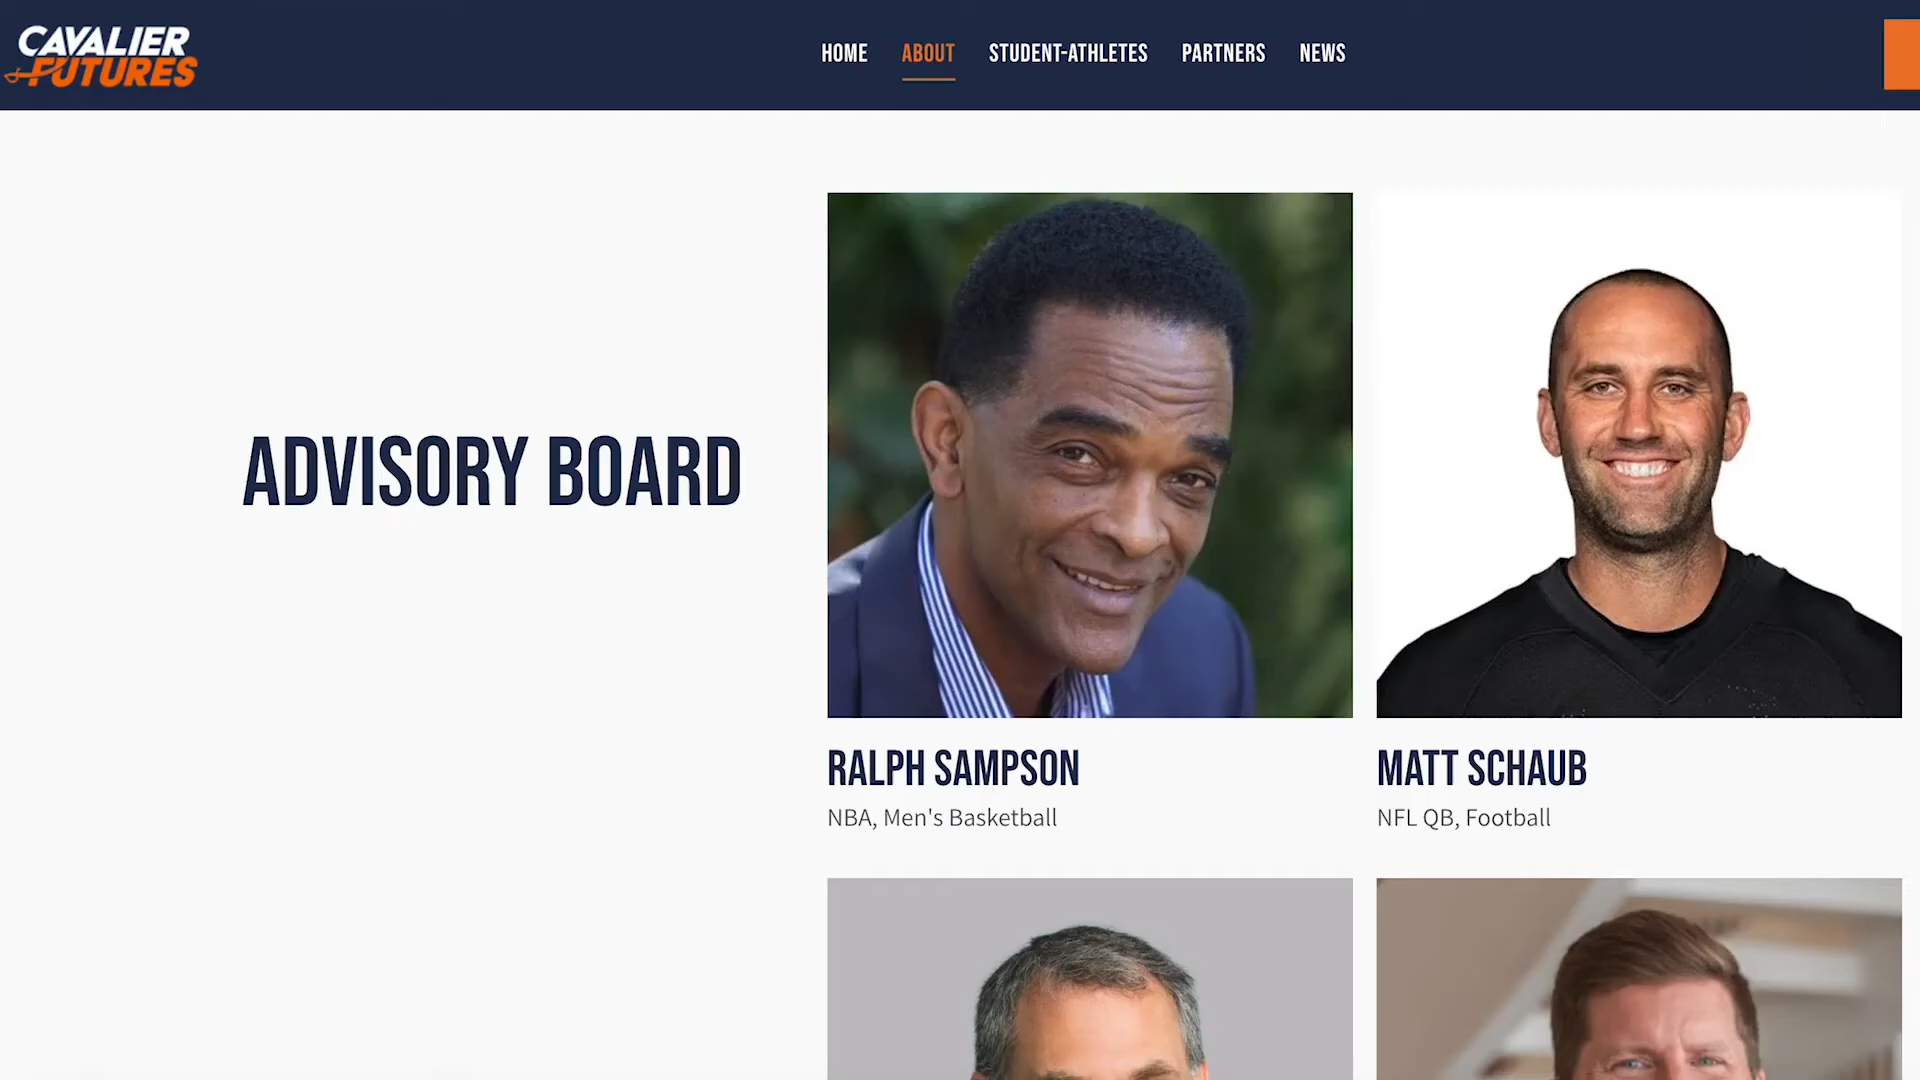 CAVALIER
FUTURES
HOME ABOUT STUDENT-ATHLETES PARTNERS NEWS
ADVISORY BOARD
RALPH SAMPSON
NBA, Men's Basketball
MATT SCHAUB
NFL QB, Football